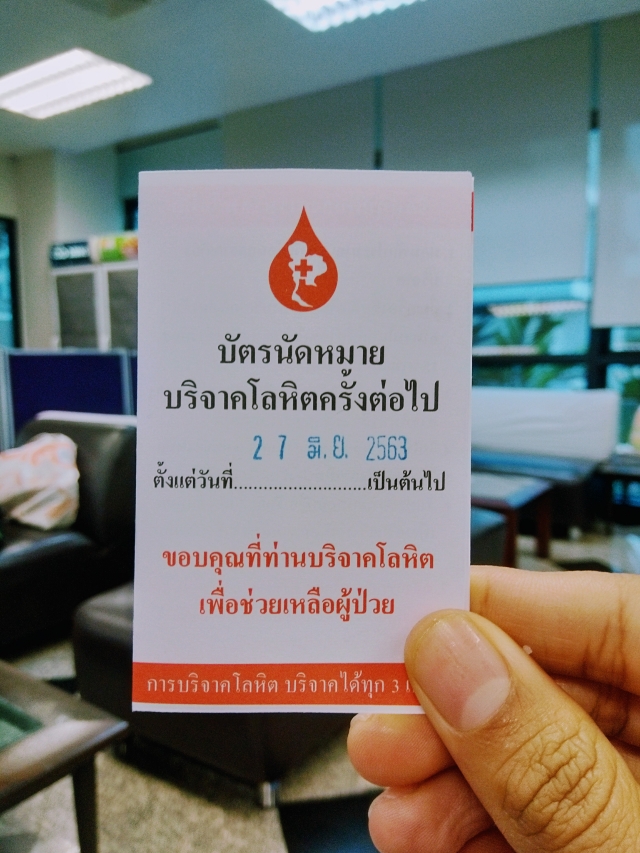 บัตรนัดหมาย
บริจาคโลหิตครั้งต่อไป
2 7 มิ.ย. 2563
ตั้งแต่วันที่...........................เป็นต้นไป
ขอบคุณที่ท่านบริจาคโลหิต
เพื่อช่วยเหลือผู้ป่วย
การบริจาคโลหิต บริจาคได้ทุก 3